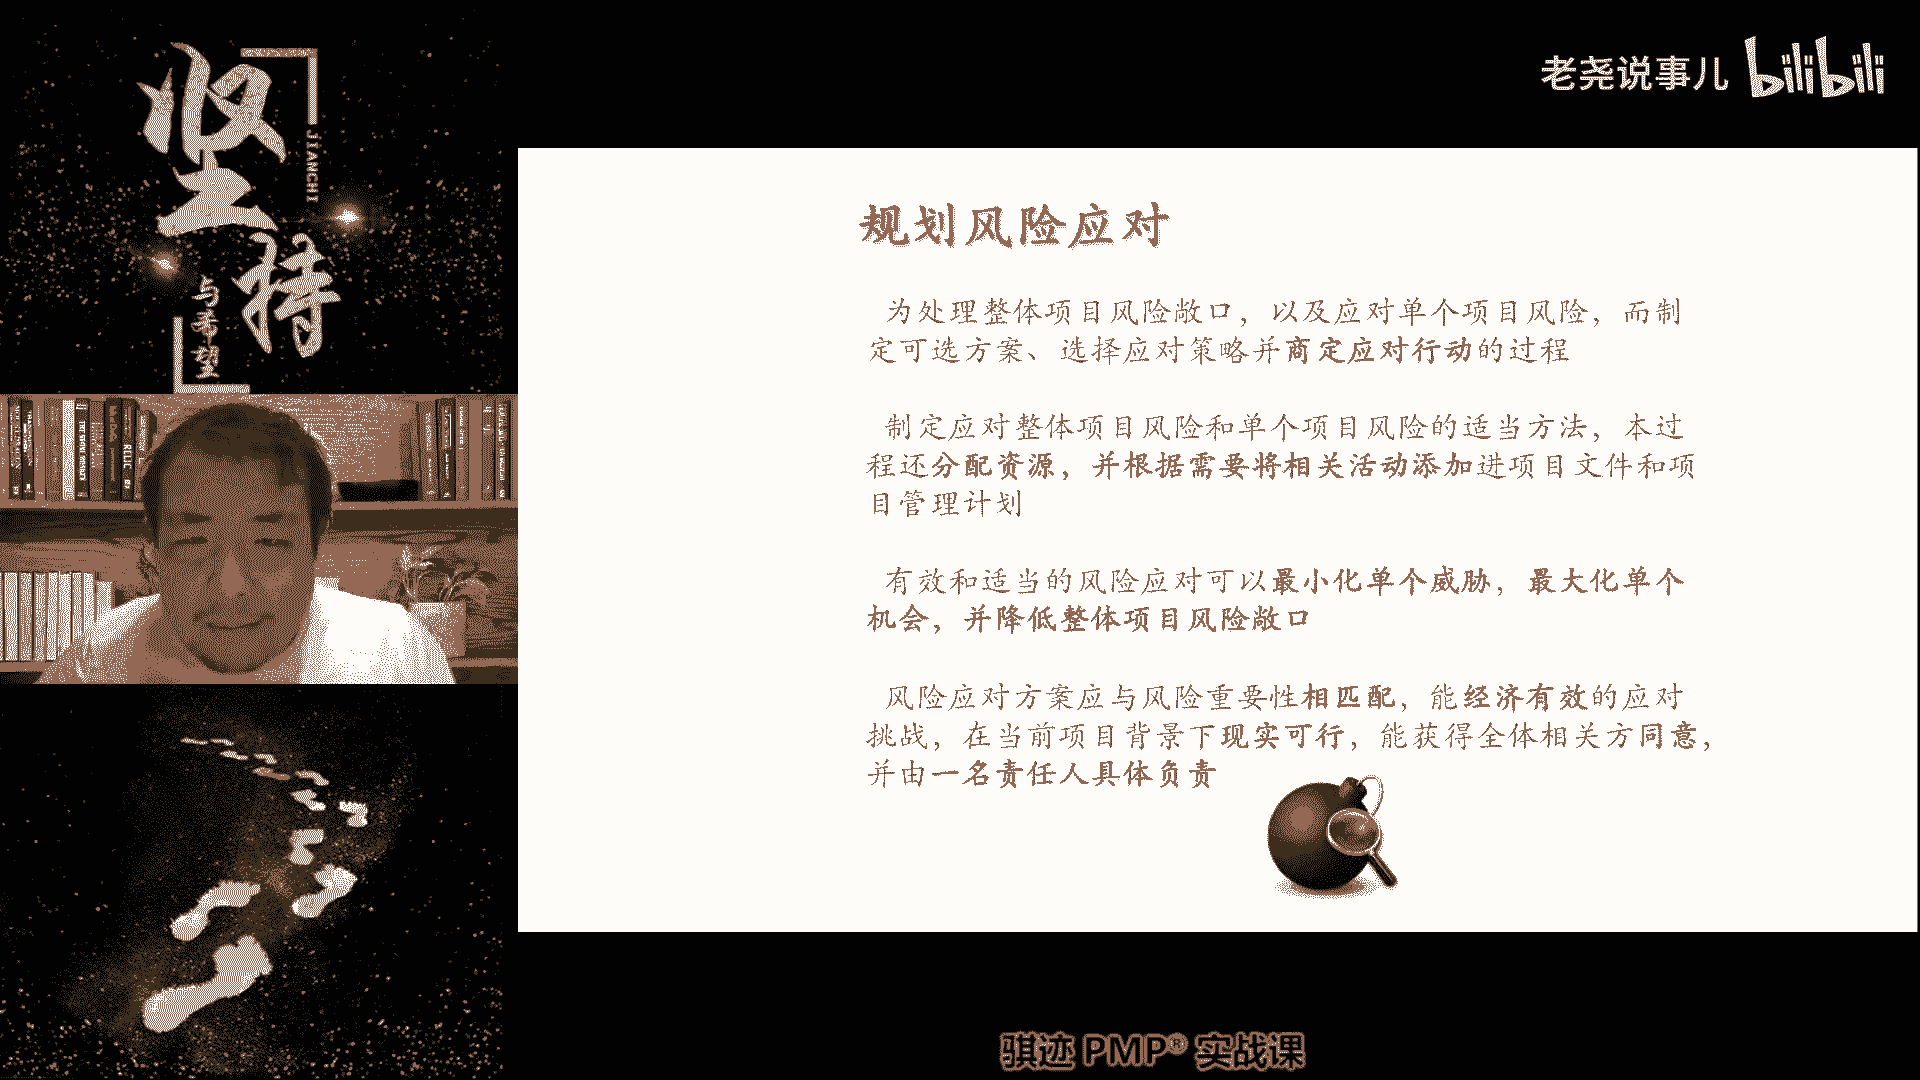 坚持
JIANCHI
与希望
老尧说事儿 bilibili
规划风险应对
为处理整体项目风险敞口，以及应对单个项目风险，而制
定可选方案、选择应对策略并商定应对行动的过程
制定应对整体项目风险和单个项目风险的适当方法，本过
程还分配资源，并根据需要将相关活动添加进项目文件和项
目管理计划
有效和适当的风险应对可以最小化单个威胁，最大化单个
机会，并降低整体项目风险敞口
风险应对方案应与风险重要性相匹配，能经济有效的应对
挑战，在当前项目背景下现实可行，能获得全体相关方同意，
并由一名责任人具体负责
骐迹 PMP® 实战课